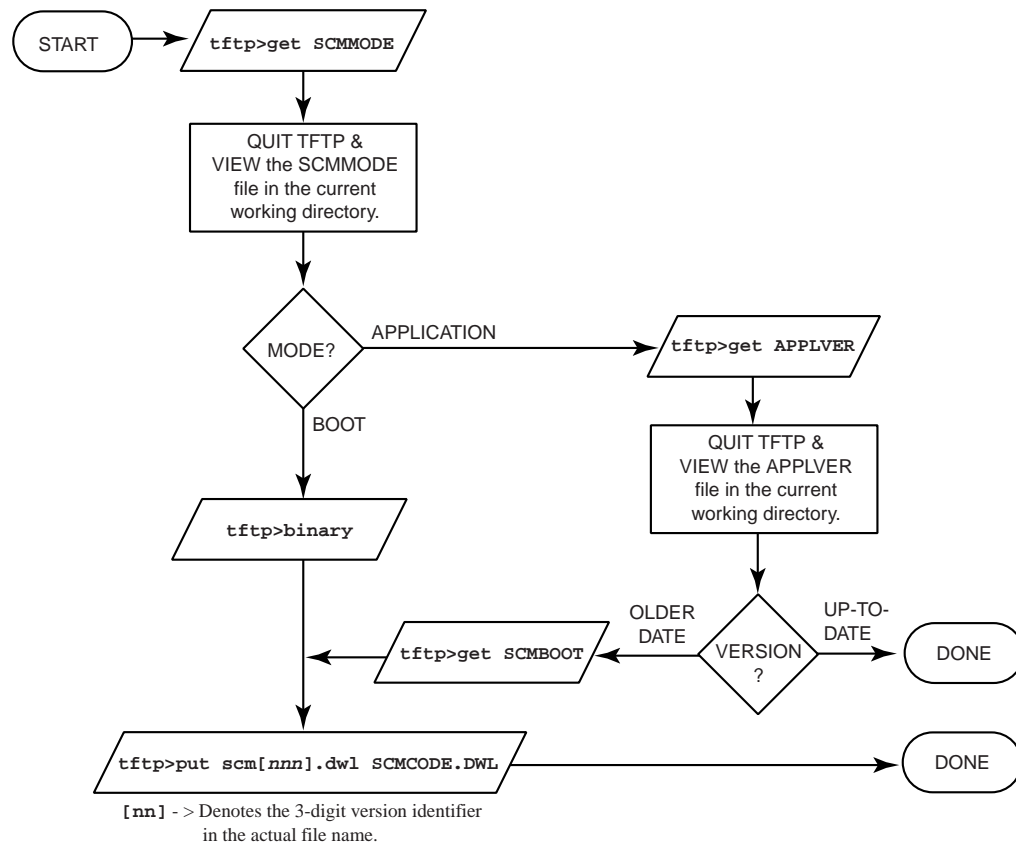 START
tftp>get SCMMODE
QUIT TFTP &
VIEW the SCMMODE
file in the current
working directory.
MODE?
APPLICATION
tftp>get APPLVER
BOOT
QUIT TFTP &
VIEW the APPLVER
file in the current
working directory.
tftp>binary
OLDER
DATE
UP-TO-
DATE
tftp>get SCMBOOT
VERSION
?
DONE
tftp>put scm[nnn].dwl SCMCODE.DWL
DONE
[nn] - > Denotes the 3-digit version identifier
in the actual file name.